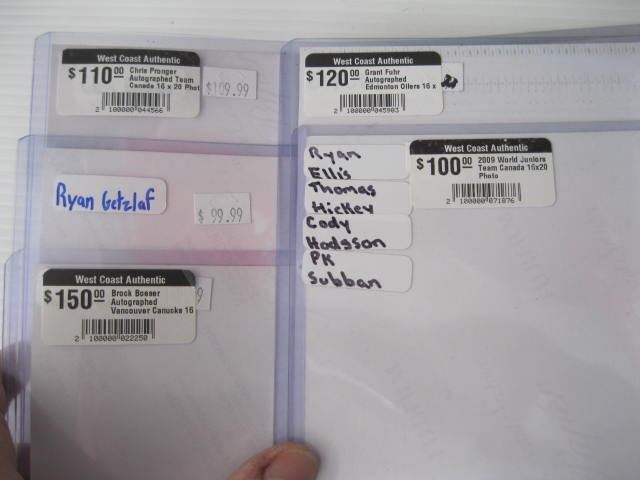 West Coast Authentic
$110 00 Chris Pronger
Autographed Team
Canada 16 x 20 Phot
2 100000 044566
$109.99
West Coast Authentic
$120 00 Grant Fuhr
Autographed
Edmonton Oilers 16 x
2 100000 045983
Ryan Getzlaf
$99.99
Ryan
Ellis
Thomas
Hickey
Cody
Hodgson
PK
Subban
West Coast Authentic
$100 00 2009 World Juniors
Team Canada 16x20
Photo
2 100000 071876
West Coast Authentic
$150 00 Brock Boeser
Autographed
Vancouver Canucks 16
2 100000 022250
9